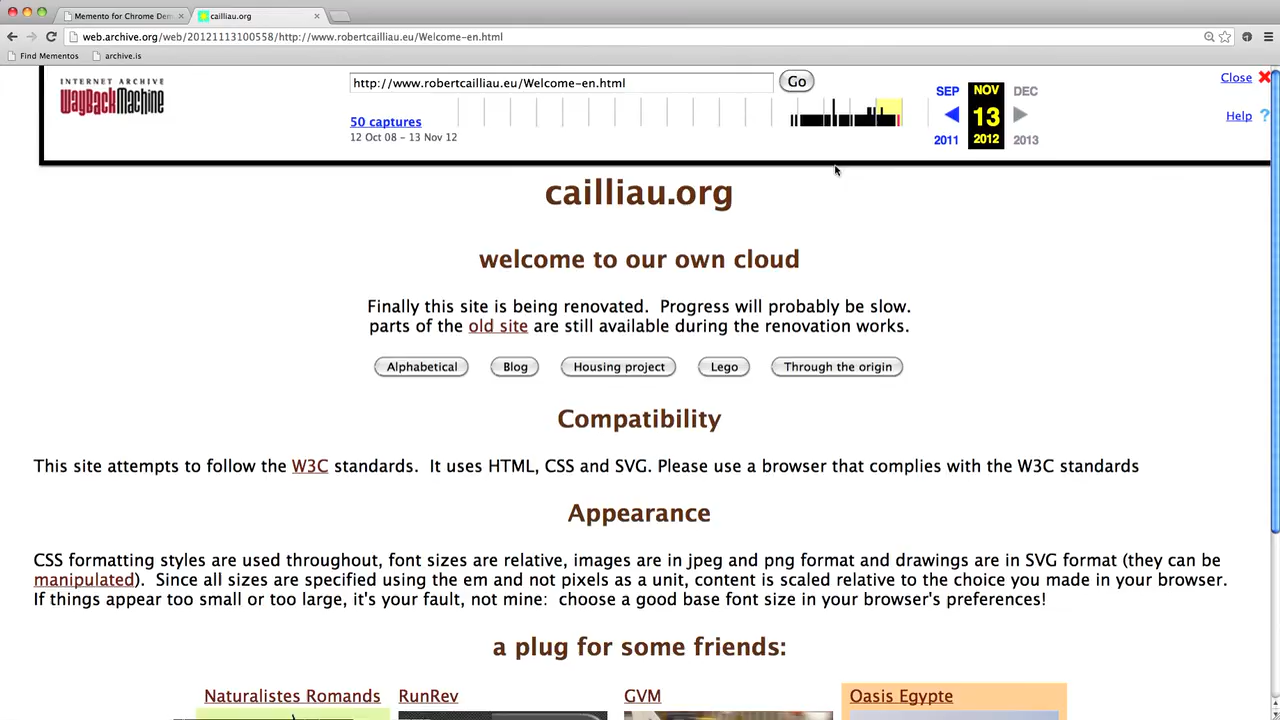 Memento for Chrome Dem
cailliau.org
web.archive.org/web/20121113100558/http://www.robertcailliau.eu/Welcome-en.html
Find Mementos
archive.is
INTERNET ARCHIVE
WayBackMachine
http://www.robertcailliau.eu/Welcome-en.html
Go
50 captures
12 Oct 08 – 13 Nov 12
SEP
NOV
DEC
13
2011
2012
2013
Close
Help
?
cailliau.org
welcome to our own cloud
Finally this site is being renovated. Progress will probably be slow.
parts of the old site are still available during the renovation works.
Alphabetical
Blog
Housing project
Lego
Through the origin
Compatibility
This site attempts to follow the W3C standards. It uses HTML, CSS and SVG. Please use a browser that complies with the W3C standards
Appearance
CSS formatting styles are used throughout, font sizes are relative, images are in jpeg and png format and drawings are in SVG format (they can be
manipulated). Since all sizes are specified using the em and not pixels as a unit, content is scaled relative to the choice you made in your browser.
If things appear too small or too large, it's your fault, not mine: choose a good base font size in your browser's preferences!
a plug for some friends:
Naturalistes Romands
RunRev
GVM
Oasis Egypte